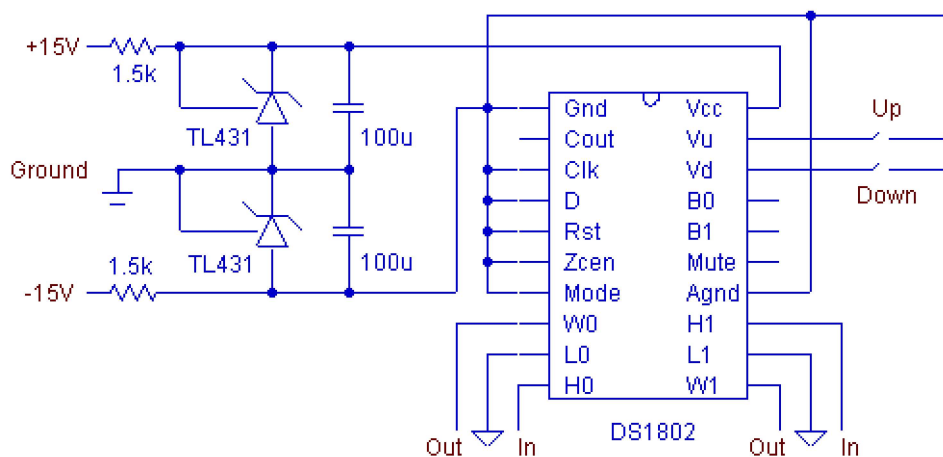 +15V
1.5k
TL431
100u
Ground
TL431
100u
1.5k
-15V
Gnd
Cout
Clk
D
Rst
Zcen
Mode
W0
L0
H0
Vcc
Vu
Vd
B0
B1
Mute
Agnd
H1
L1
W1
Up
Down
Out
In
DS1802
Out
In